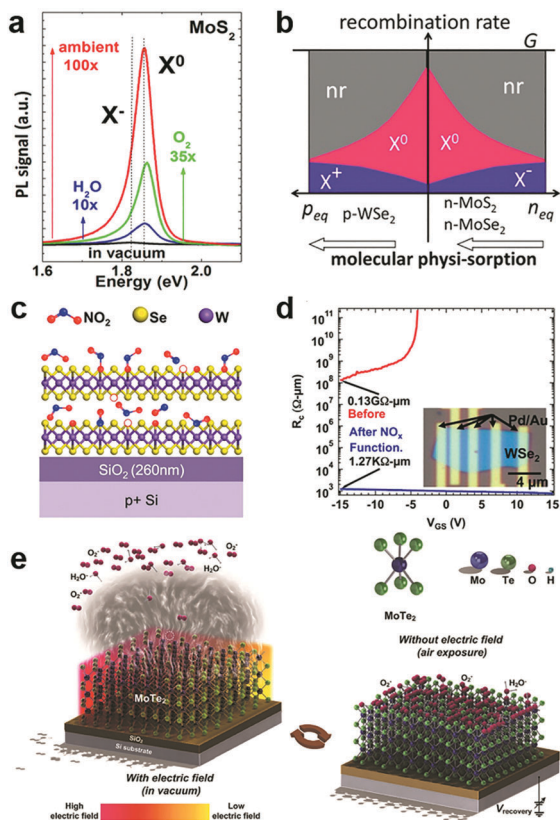 a
MoS2
ambient
100x
X0
X-
O2
35x
H2O
10x
in vacuum
PL signal (a.u.)
1.6
1.8
2.0
Energy (eV)
b
recombination rate
G
nr
nr
X0
X0
X+
X-
peq
p-WSe2
n-MoS2
n-MoSe2
neq
molecular physi-sorption
c
NO2
Se
W
SiO2 (260nm)
p+ Si
d
Rc (Ω-μm)
10¹¹
10¹⁰
10⁹
10⁸
10⁷
10⁶
10⁵
10⁴
10³
0.13GΩ-μm
Before
After NOx
Function.
1.27KΩ-μm
Pd/Au
WSe2
4 μm
-15
-10
-5
0
5
10
15
VGS (V)
e
O2-
O2-
H2O-
H2O-
O2-
O2-
MoTe2
SiO2
Si substrate
With electric field
(in vacuum)
High
electric field
Low
electric field
MoTe2
Mo
Te
O
H
Without electric field
(air exposure)
O2-
O2-
H2O-
Vrecovery